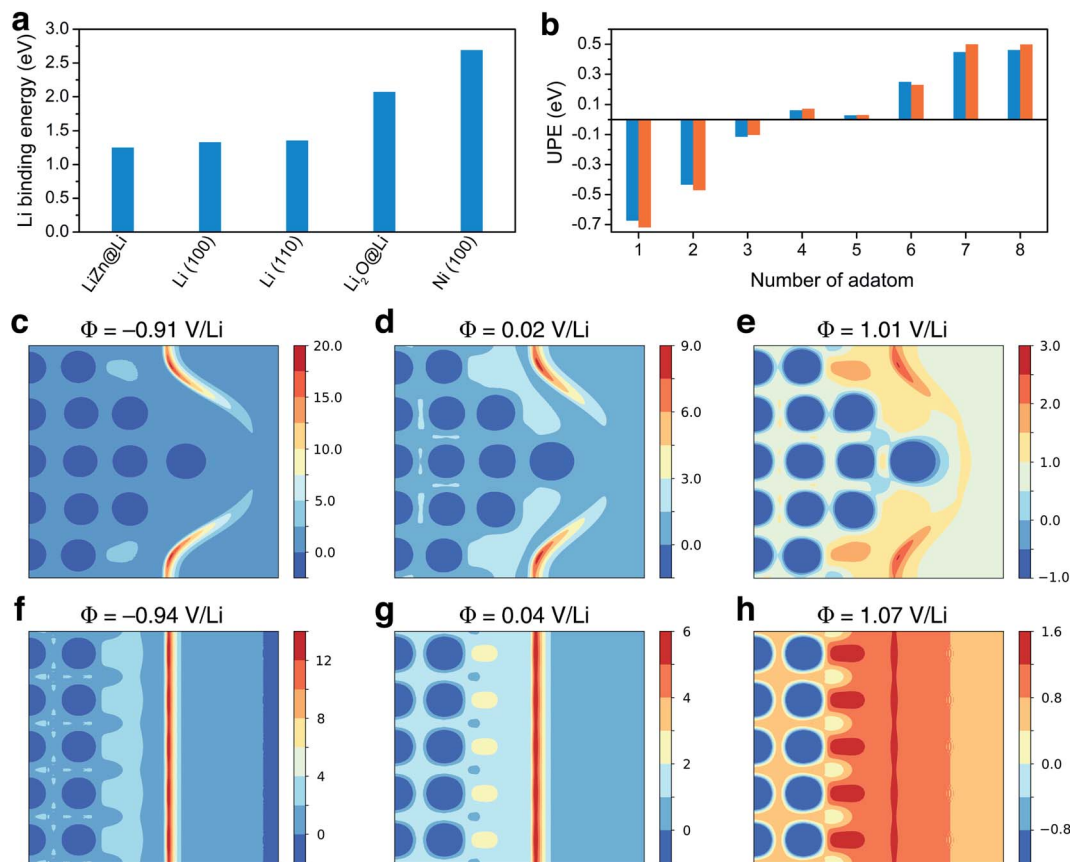 a
Li binding energy (eV)
3.0
2.5
2.0
1.5
1.0
0.5
0.0
LiZn@Li
Li (100)
Li (110)
Li₂O@Li
Ni (100)
b
UPE (eV)
0.5
0.3
0.1
-0.1
-0.3
-0.5
-0.7
1 2 3 4 5 6 7 8
Number of adatom
c
Φ = –0.91 V/Li
20.0
15.0
10.0
5.0
0.0
d
Φ = 0.02 V/Li
9.0
6.0
3.0
0.0
e
Φ = 1.01 V/Li
3.0
2.0
1.0
0.0
−1.0
f
Φ = –0.94 V/Li
12
8
4
0
g
Φ = 0.04 V/Li
6
4
2
0
h
Φ = 1.07 V/Li
1.6
0.8
0.0
−0.8